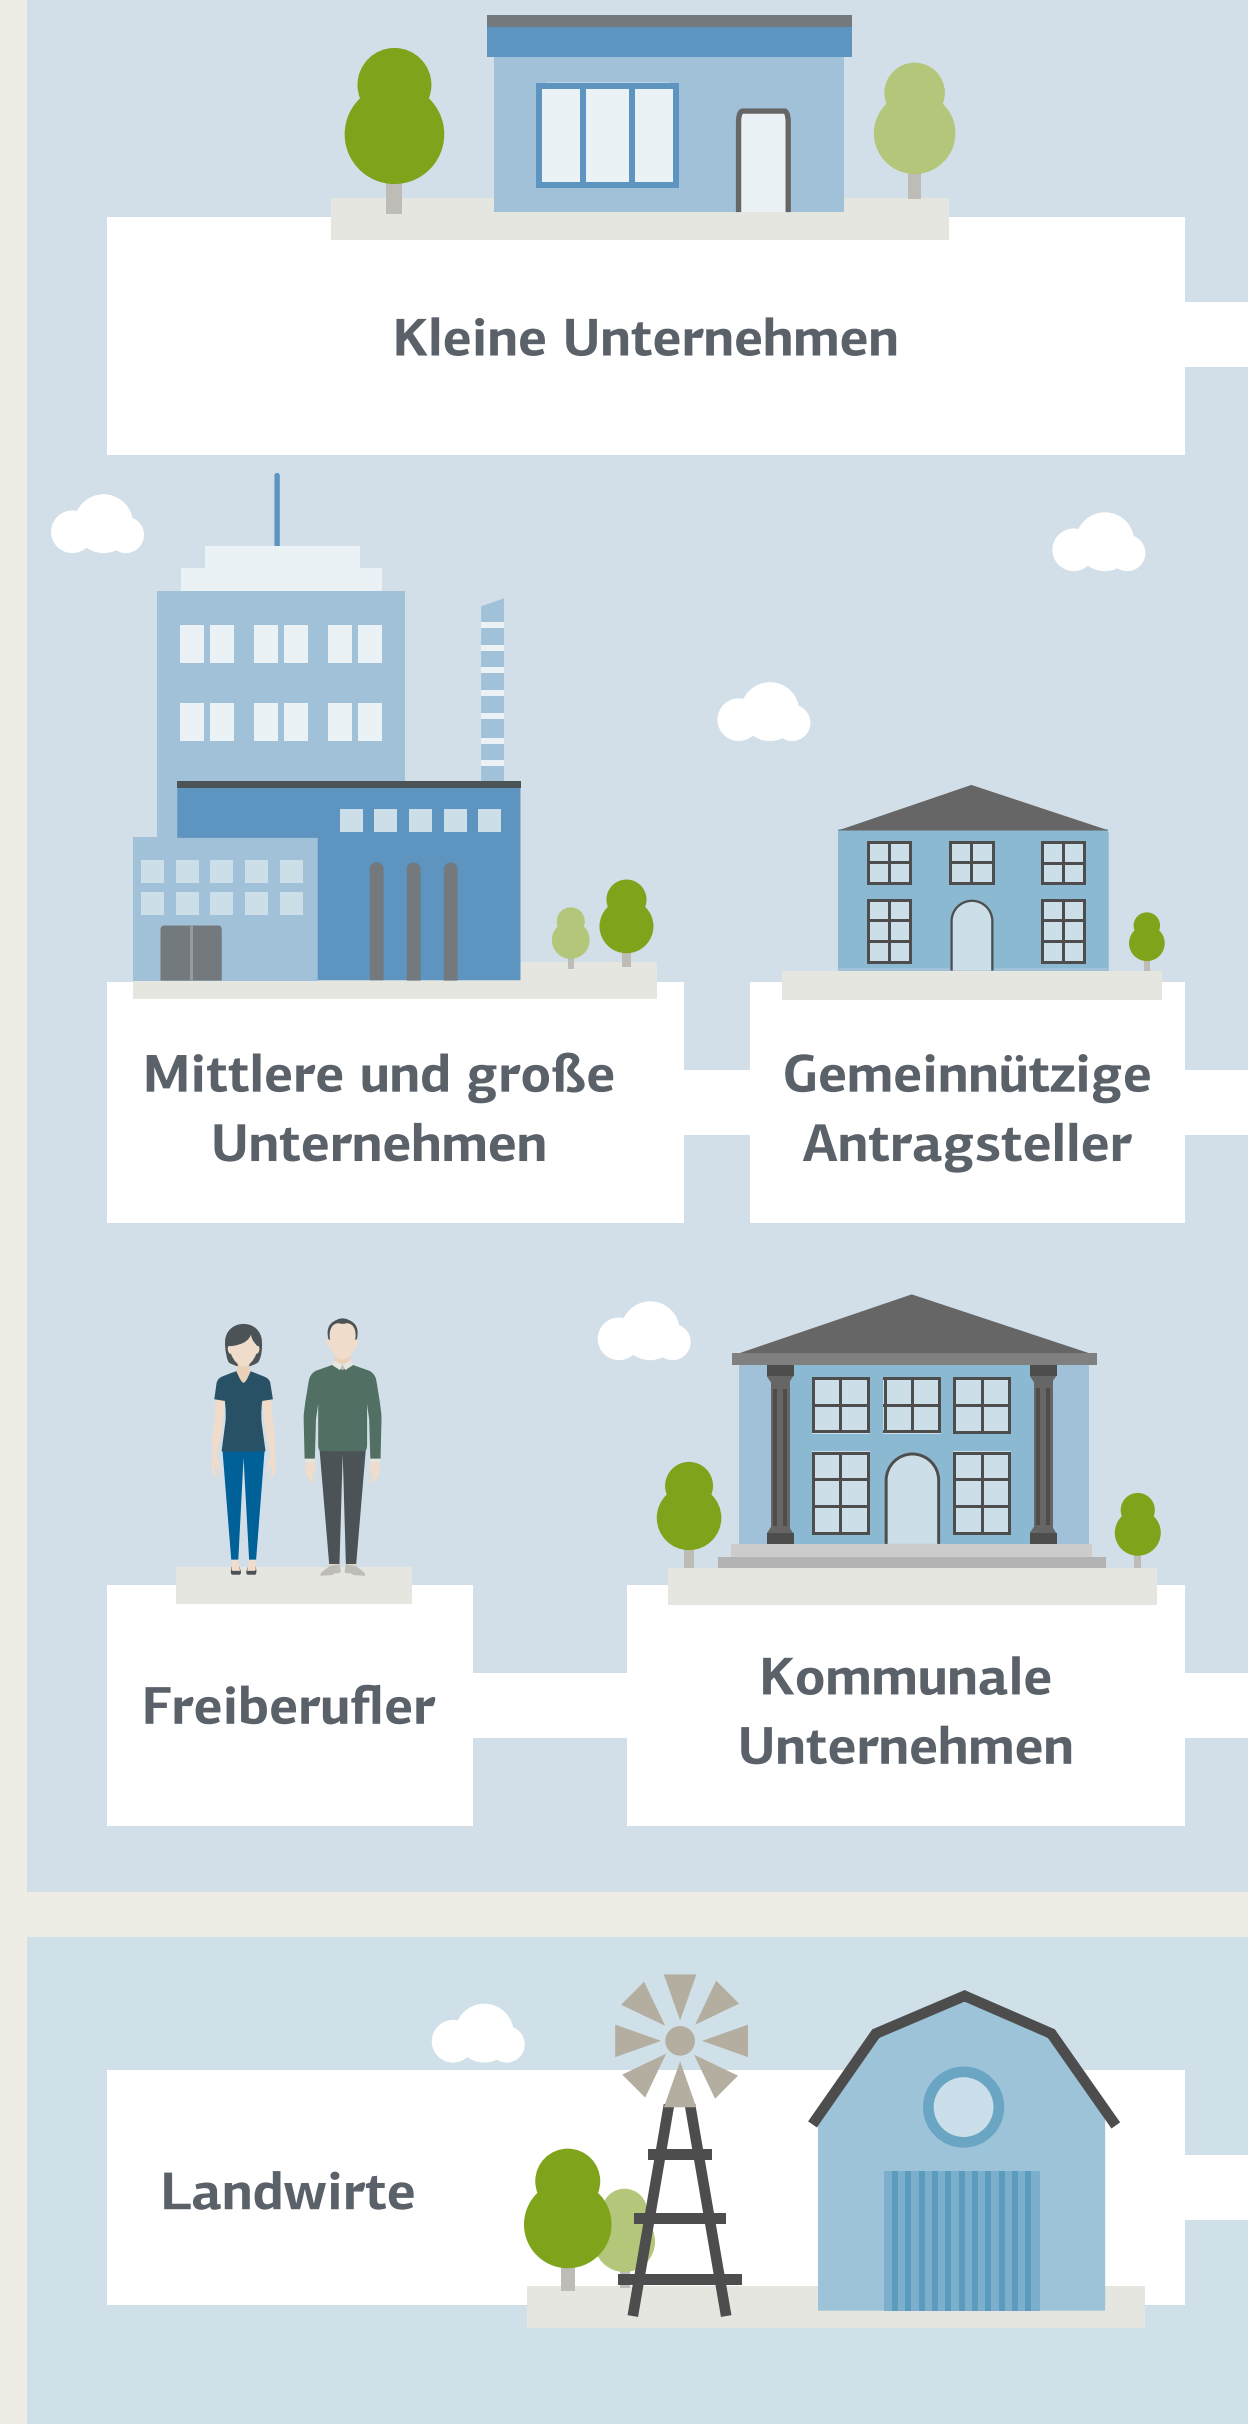 Kleine Unternehmen
Mittlere und große
Unternehmen
Gemeinnützige
Antragsteller
Freiberufler
Kommunale
Unternehmen
Landwirte